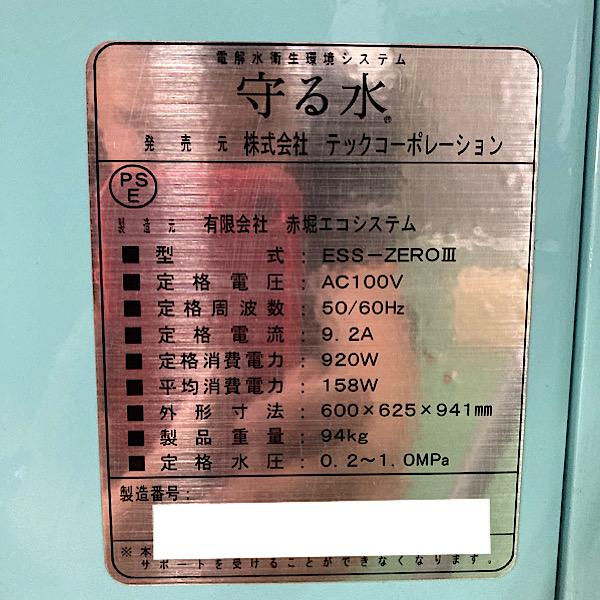 電解水衛生環境システム
守る水®
発売元 株式会社 テックコーポレーション
PS
E
製造元 有限会社 赤堀エコシステム
■ 型式 : ESS-ZEROⅢ
■ 定格電圧 : AC100V
■ 定格周波数 : 50/60Hz
■ 定格電流 : 9.2A
■ 定格消費電力 : 920W
■ 平均消費電力 : 158W
■ 外形寸法 : 600×625×941mm
■ 製品重量 : 94kg
■ 定格水圧 : 0.2~1.0MPa
製造番号:
※本
サポートを受けることができなくなります。